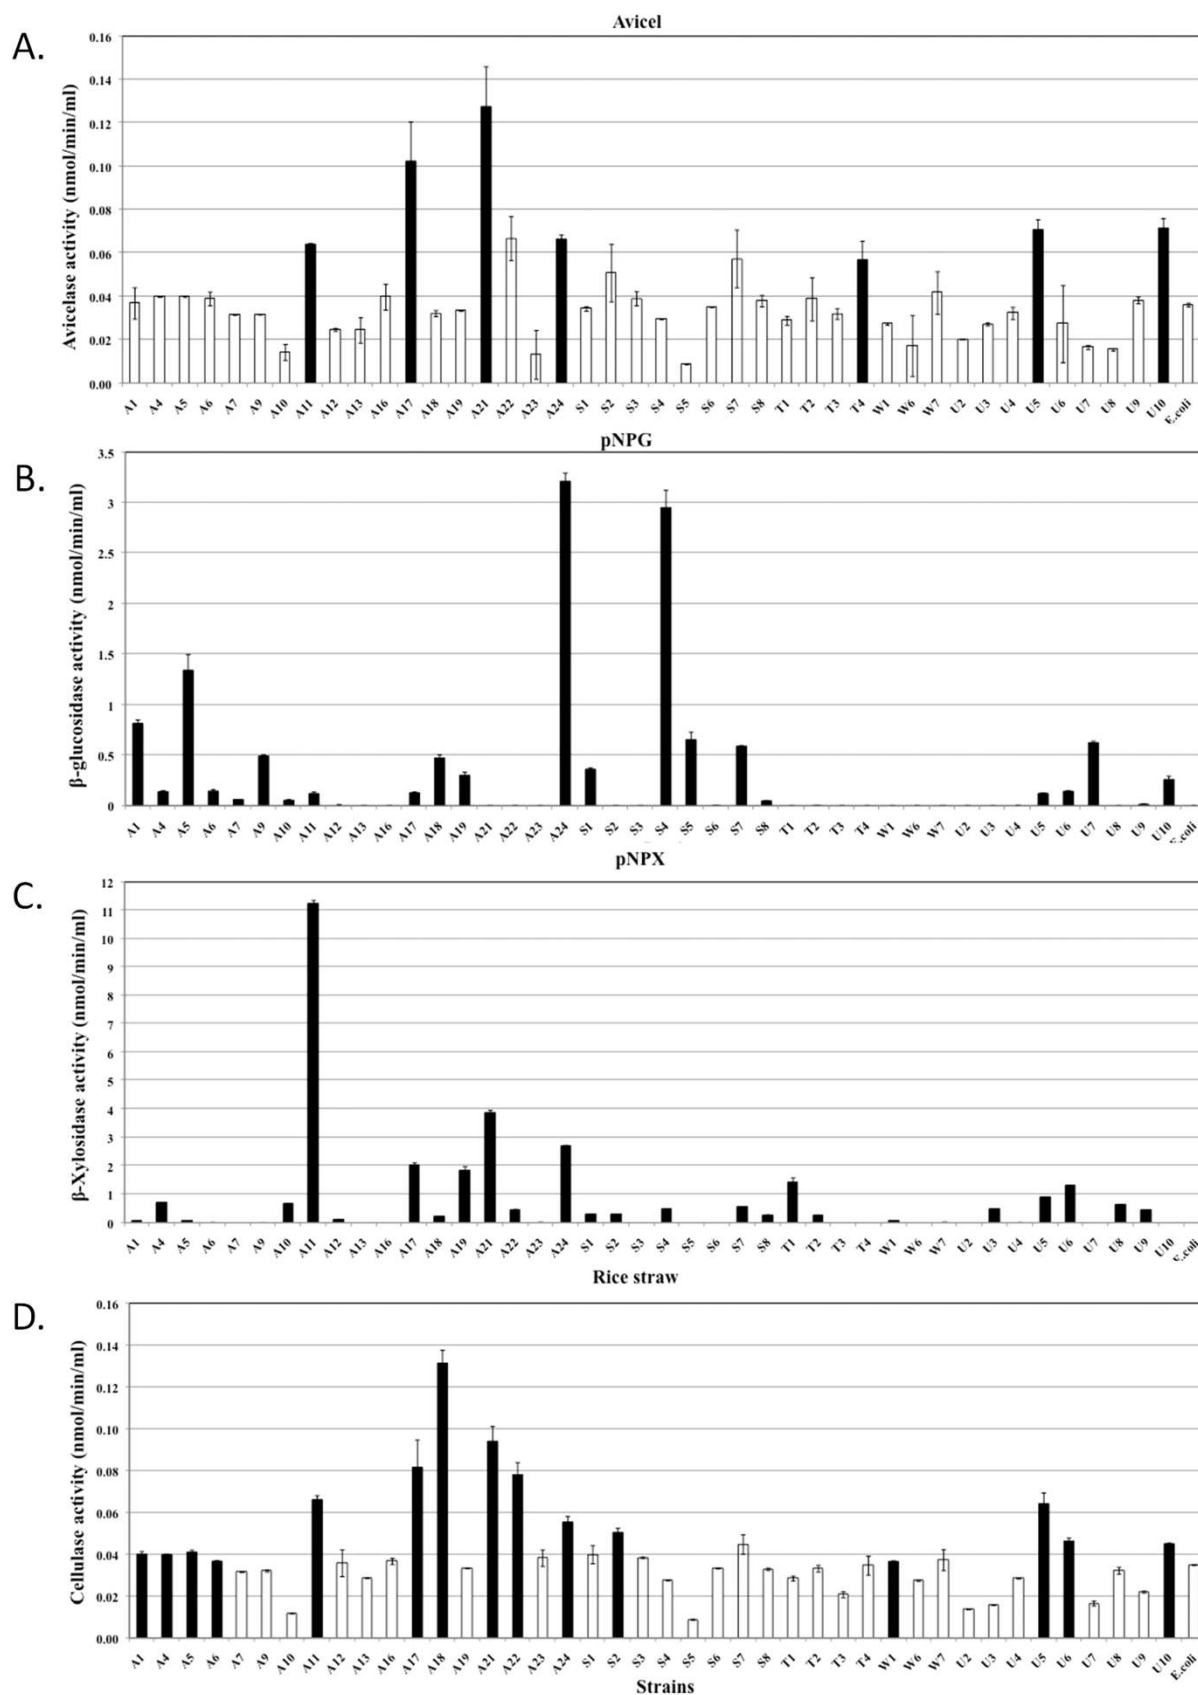 Avicel
A.
Avicelase activity (nmol/min/ml)
0.16
0.14
0.12
0.10
0.08
0.06
0.04
0.02
0.00
A1 A4 A5 A6 A7 A9 A10 A11 A12 A13 A16 A17 A18 A19 A21 A22 A23 A24 S1 S2 S3 S4 S5 S6 S7 S8 T1 T2 T3 T4 W1 W6 W7 U2 U3 U4 U5 U6 U7 U8 U9 U10 E.coli
pNPG
B.
β-glucosidase activity (nmol/min/ml)
3.5
3
2.5
2
1.5
1
0.5
0
A1 A4 A5 A6 A7 A9 A10 A11 A12 A13 A16 A17 A18 A19 A21 A22 A23 A24 S1 S2 S3 S4 S5 S6 S7 S8 T1 T2 T3 T4 W1 W6 W7 U2 U3 U4 U5 U6 U7 U8 U9 U10 E.coli
pNPX
C.
β-Xylosidase activity (nmol/min/ml)
12
11
10
9
8
7
6
5
4
3
2
1
0
A1 A4 A5 A6 A7 A9 A10 A11 A12 A13 A16 A17 A18 A19 A21 A22 A23 A24 S1 S2 S3 S4 S5 S6 S7 S8 T1 T2 T3 T4 W1 W6 W7 U2 U3 U4 U5 U6 U7 U8 U9 U10 E.coli
Rice straw
D.
Cellulase activity (nmol/min/ml)
0.16
0.14
0.12
0.10
0.08
0.06
0.04
0.02
0.00
A1 A4 A5 A6 A7 A9 A10 A11 A12 A13 A16 A17 A18 A19 A21 A22 A23 A24 S1 S2 S3 S4 S5 S6 S7 S8 T1 T2 T3 T4 W1 W6 W7 U2 U3 U4 U5 U6 U7 U8 U9 U10 E.coli
Strains